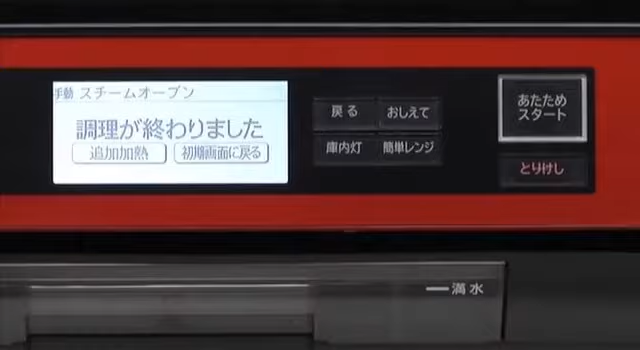 手動 スチームオーブン
調理が終わりました
追加加熱 初期画面に戻る
戻る おしえて
庫内灯 簡単レンジ
あたため
スタート
とりけし
満水